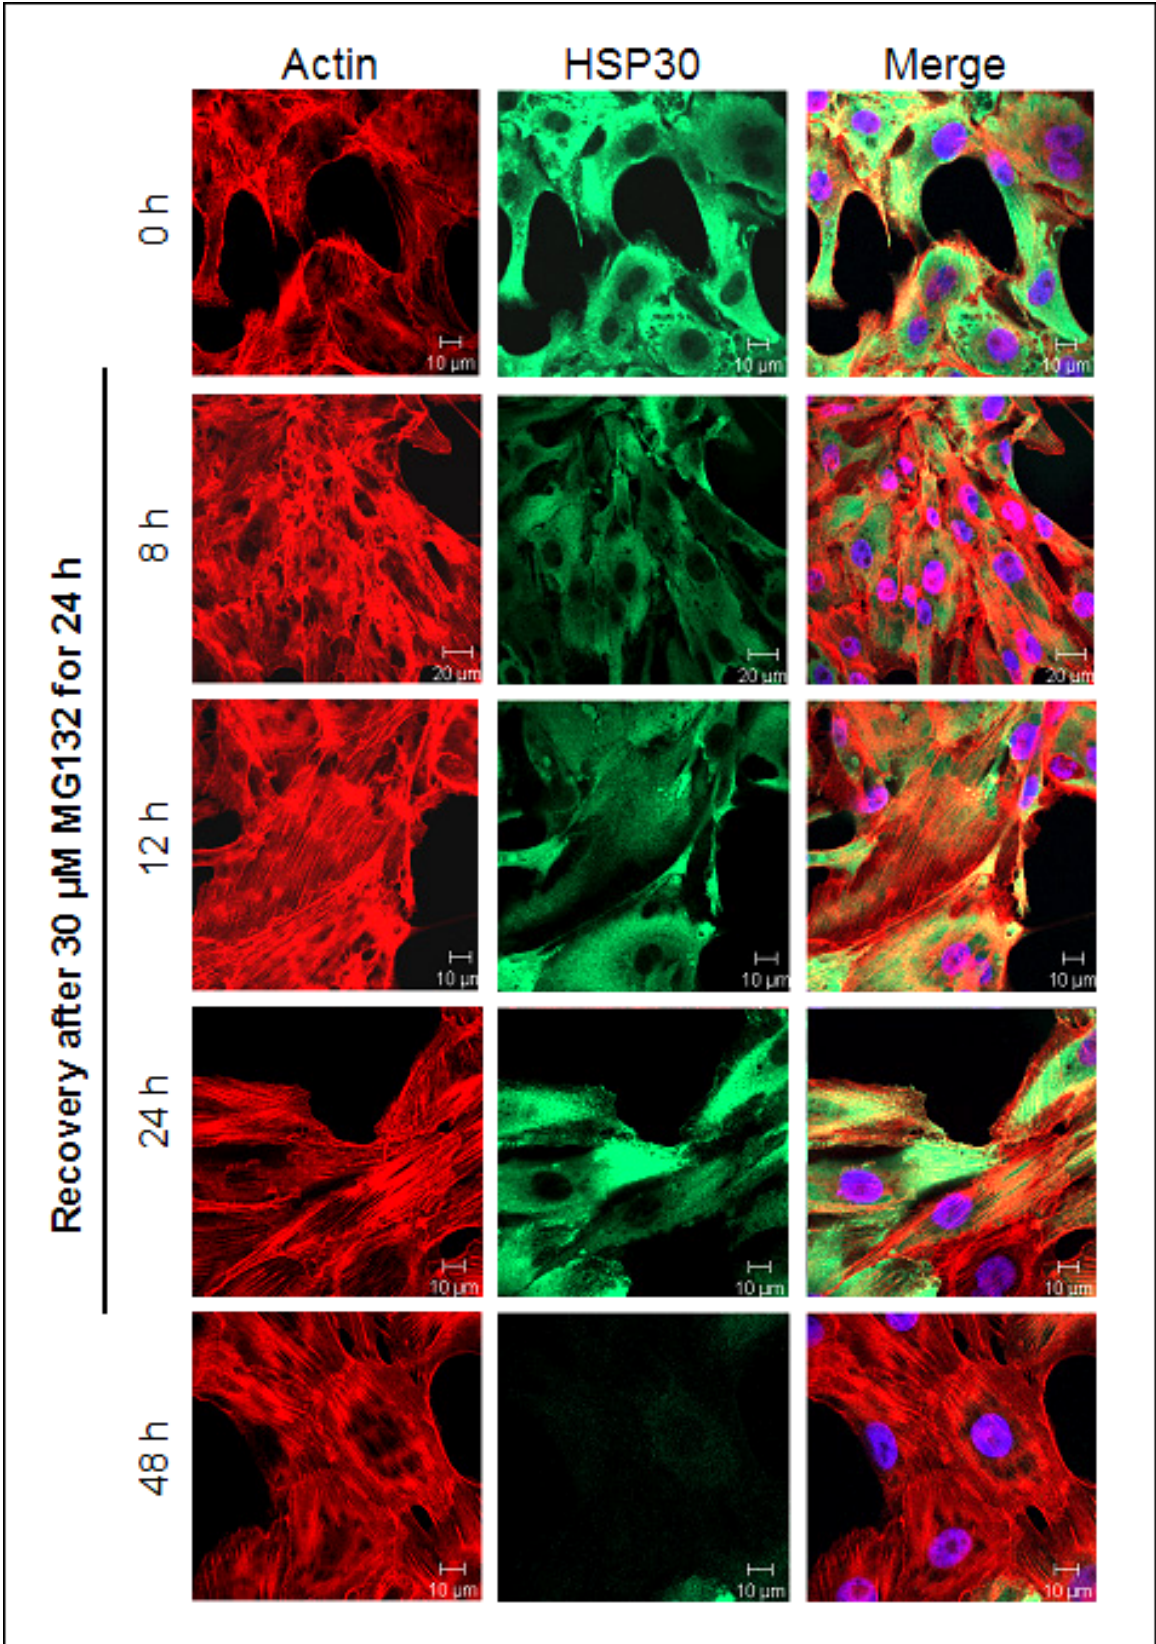 Actin HSP30 Merge
Recovery after 30 µM MG132 for 24 h
0 h
10 µm 10 µm 10 µm
8 h
20 µm 20 µm 20 µm
12 h
10 µm 10 µm 10 µm
24 h
10 µm 10 µm 10 µm
48 h
10 µm 10 µm 10 µm